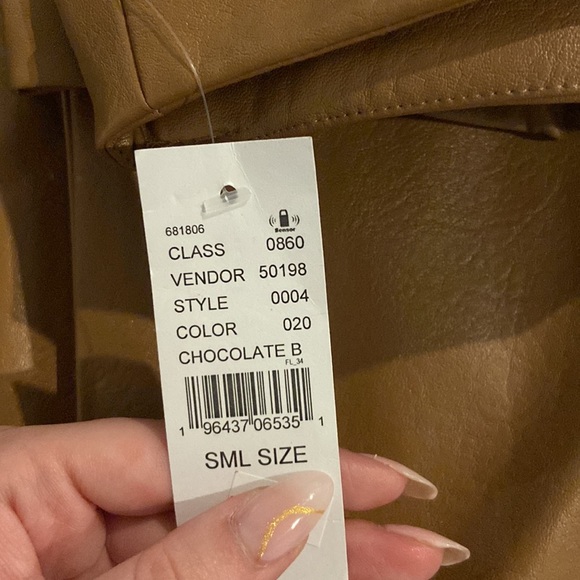 681806
Sensor
CLASS 0860
VENDOR 50198
STYLE 0004
COLOR 020
CHOCOLATE B
FL_34
1 96437 06535 1
SML SIZE